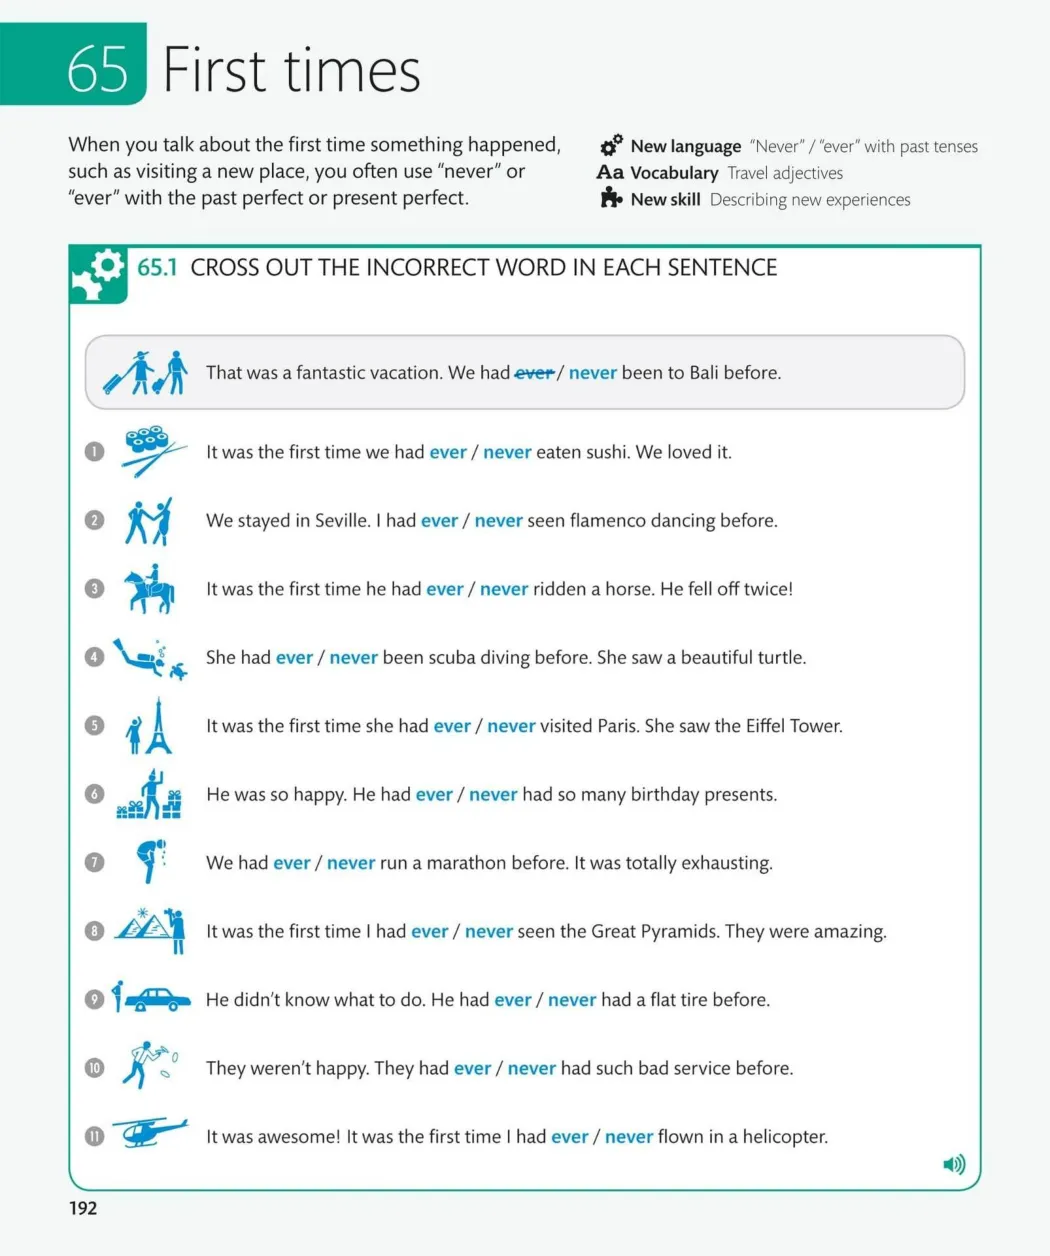 65 First times
When you talk about the first time something happened,
such as visiting a new place, you often use “never” or
“ever” with the past perfect or present perfect.
New language “Never” / “ever” with past tenses
Aa Vocabulary Travel adjectives
New skill Describing new experiences
65.1 CROSS OUT THE INCORRECT WORD IN EACH SENTENCE
That was a fantastic vacation. We had ever / never been to Bali before.
1 It was the first time we had ever / never eaten sushi. We loved it.
2 We stayed in Seville. I had ever / never seen flamenco dancing before.
3 It was the first time he had ever / never ridden a horse. He fell off twice!
4 She had ever / never been scuba diving before. She saw a beautiful turtle.
5 It was the first time she had ever / never visited Paris. She saw the Eiffel Tower.
6 He was so happy. He had ever / never had so many birthday presents.
7 We had ever / never run a marathon before. It was totally exhausting.
8 It was the first time I had ever / never seen the Great Pyramids. They were amazing.
9 He didn’t know what to do. He had ever / never had a flat tire before.
10 They weren’t happy. They had ever / never had such bad service before.
11 It was awesome! It was the first time I had ever / never flown in a helicopter.
192